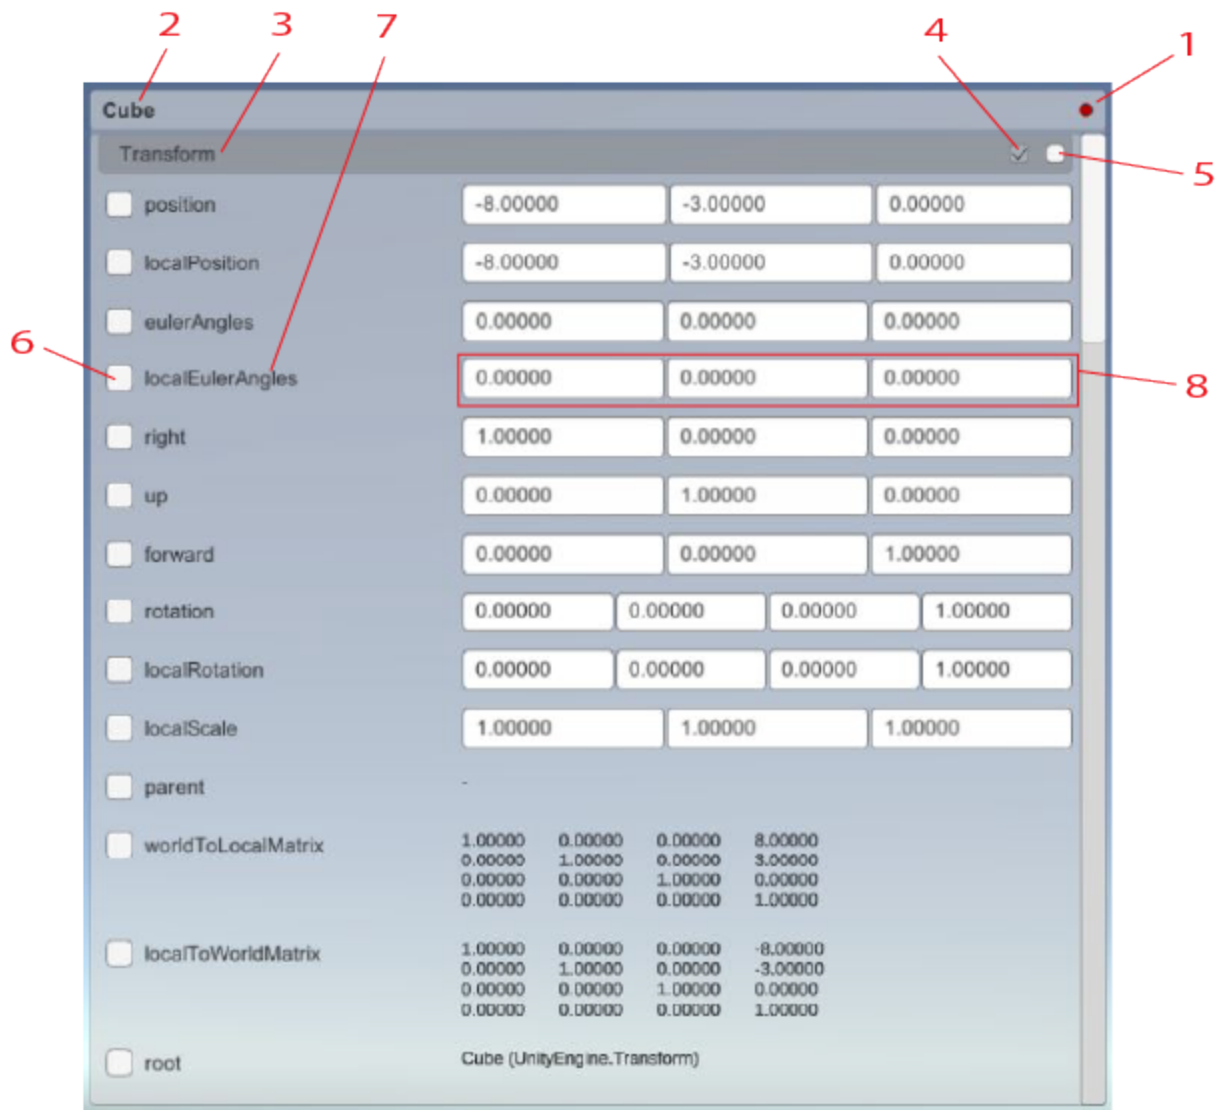 2 3 7 4 1
Cube
Transform
5
position -8.00000 -3.00000 0.00000
localPosition -8.00000 -3.00000 0.00000
eulerAngles 0.00000 0.00000 0.00000
6
localEulerAngles 0.00000 0.00000 0.00000
8
right 1.00000 0.00000 0.00000
up 0.00000 1.00000 0.00000
forward 0.00000 0.00000 1.00000
rotation 0.00000 0.00000 0.00000 1.00000
localRotation 0.00000 0.00000 0.00000 1.00000
localScale 1.00000 1.00000 1.00000
parent -
worldToLocalMatrix 1.00000 0.00000 0.00000 8.00000
0.00000 1.00000 0.00000 3.00000
0.00000 0.00000 1.00000 0.00000
0.00000 0.00000 0.00000 1.00000
localToWorldMatrix 1.00000 0.00000 0.00000 -8.00000
0.00000 1.00000 0.00000 -3.00000
0.00000 0.00000 1.00000 0.00000
0.00000 0.00000 0.00000 1.00000
root Cube (UnityEngine.Transform)